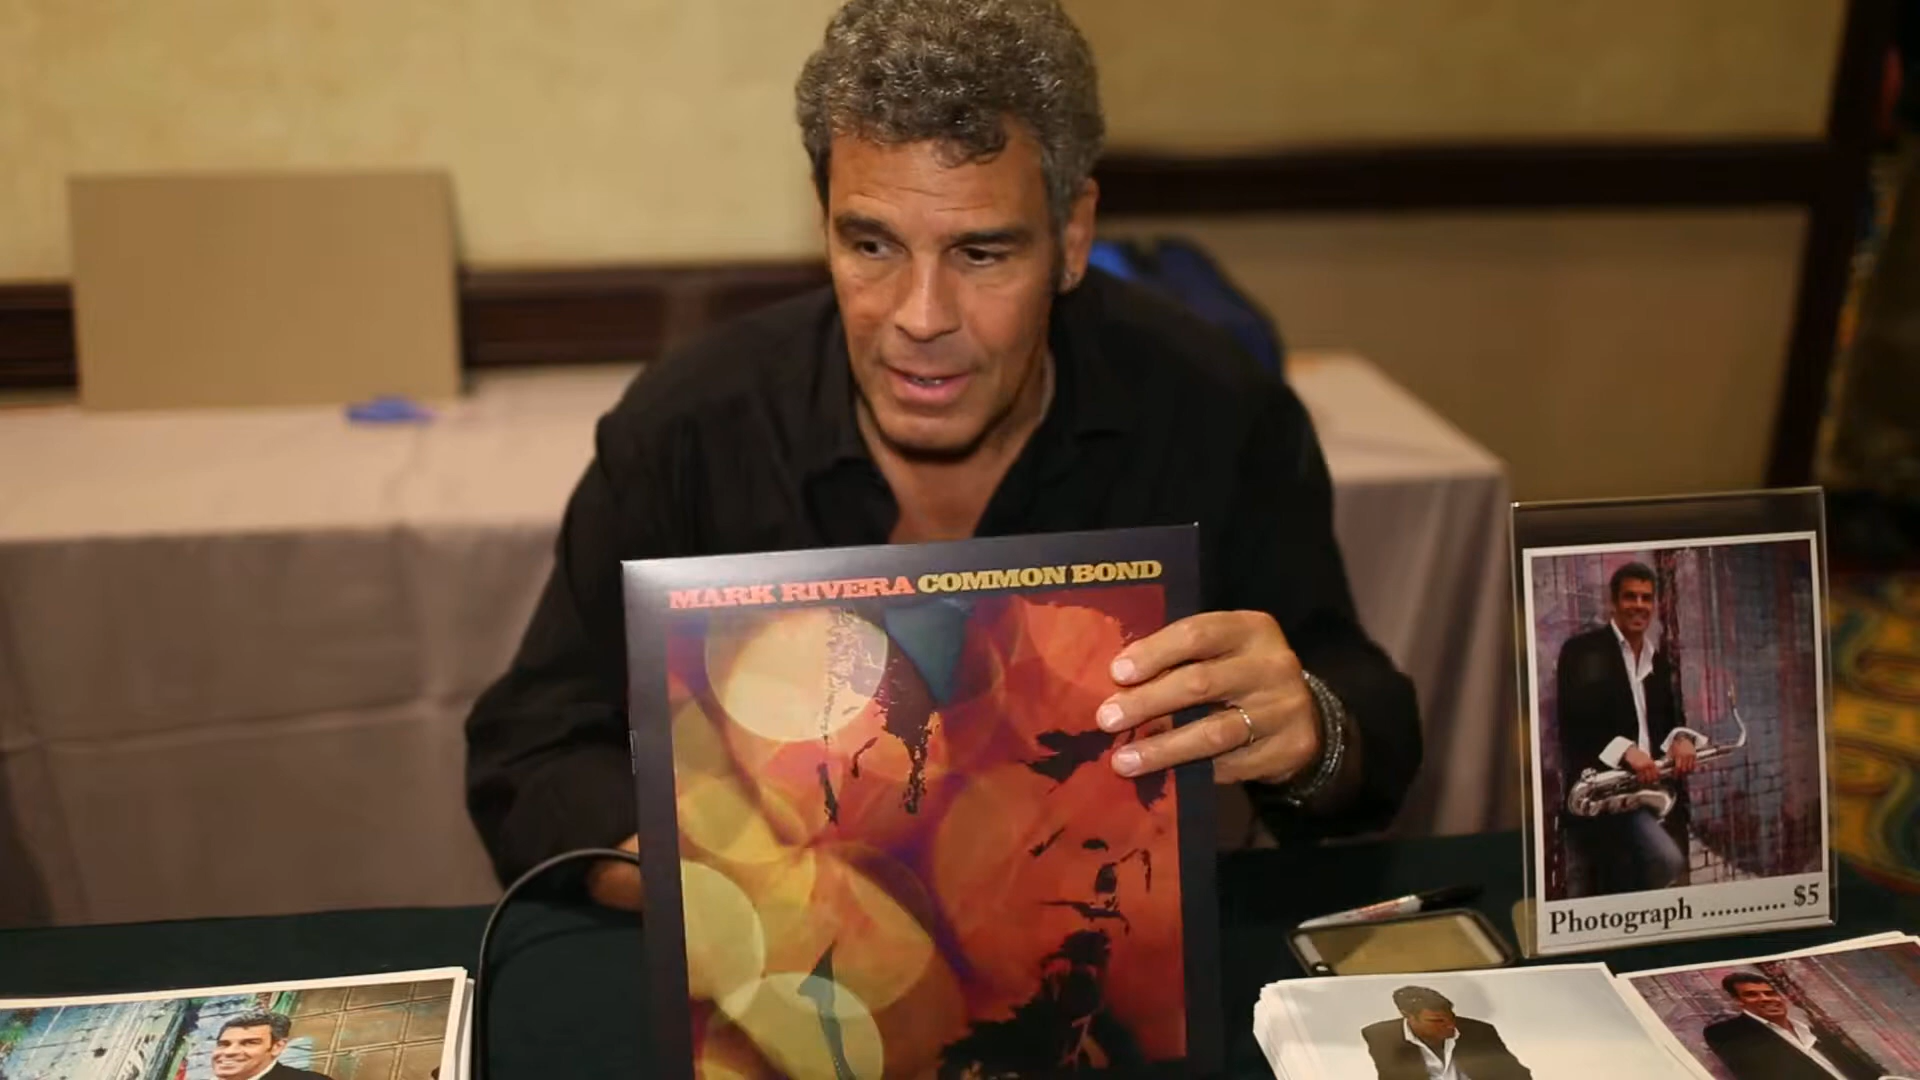 MARK RIVERA COMMON BOND
Photograph ........... $5